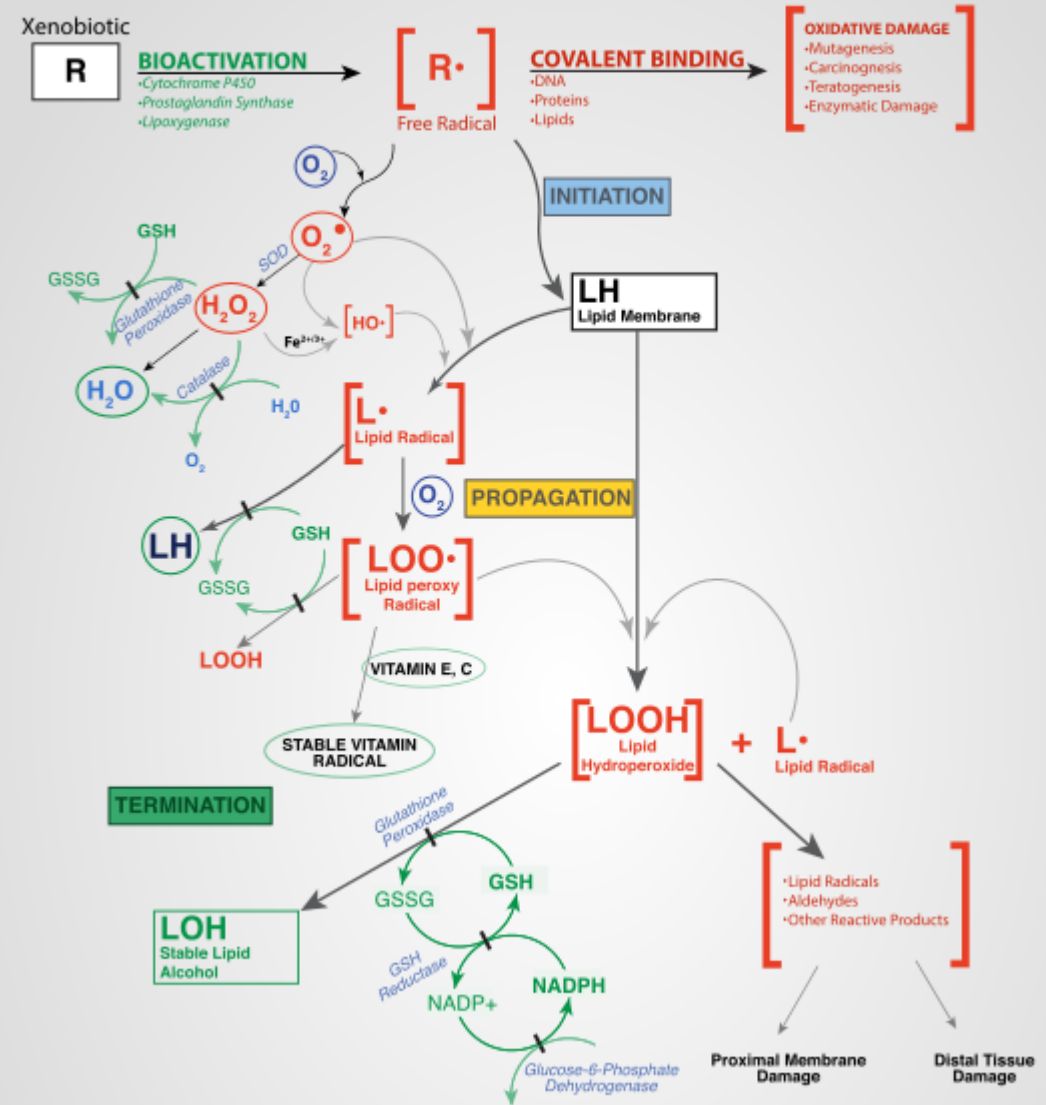 Xenobiotic
R
BIOACTIVATION
•Cytochrome P450
•Prostaglandin Synthase
•Lipoxygenase
R•
Free Radical
COVALENT BINDING
•DNA
•Proteins
•Lipids
OXIDATIVE DAMAGE
•Mutagenesis
•Carcinognesis
•Teratogenesis
•Enzymatic Damage
O2
INITIATION
O2•
SOD
GSH
GSSG
Glutathione
Peroxidase
H2O2
HO•
Fe2+/3+
LH
Lipid Membrane
H2O
Catalase
H20
O2
L•
Lipid Radical
O2
PROPAGATION
LH
GSH
GSSG
LOO•
Lipid peroxy
Radical
LOOH
VITAMIN E, C
STABLE VITAMIN
RADICAL
LOOH
Lipid
Hydroperoxide
+
L•
Lipid Radical
TERMINATION
Glutathione
Peroxidase
GSSG
GSH
LOH
Stable Lipid
Alcohol
GSH
Reductase
NADP+
NADPH
Glucose-6-Phosphate
Dehydrogenase
•Lipid Radicals
•Aldehydes
•Other Reactive Products
Proximal Membrane
Damage
Distal Tissue
Damage